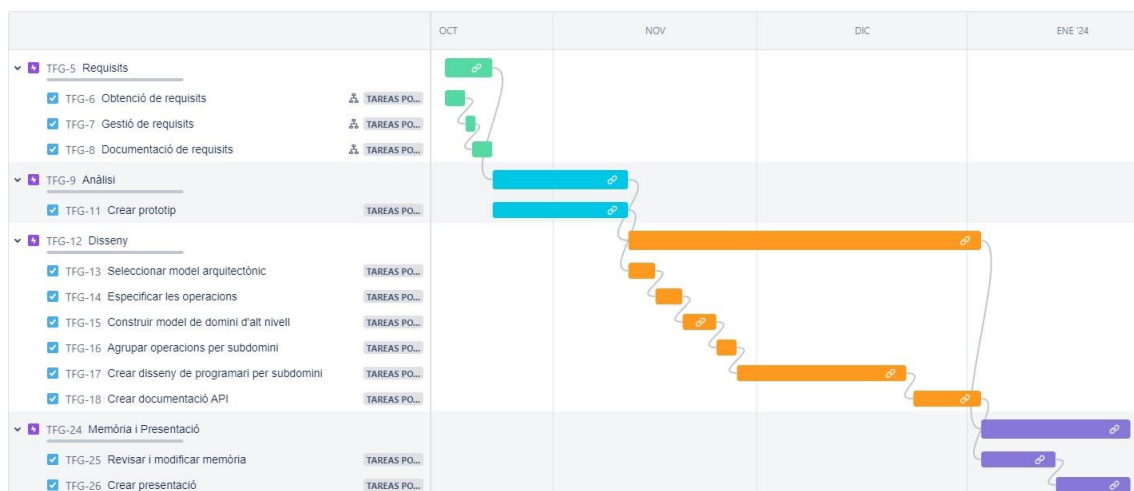 OCT NOV DIC ENE '24
TFG-5 Requisits
TFG-6 Obtenció de requisits TAREAS PO...
TFG-7 Gestió de requisits TAREAS PO...
TFG-8 Documentació de requisits TAREAS PO...
TFG-9 Anàlisi
TFG-11 Crear prototip TAREAS PO...
TFG-12 Disseny
TFG-13 Seleccionar model arquitectònic TAREAS PO...
TFG-14 Especificar les operacions TAREAS PO...
TFG-15 Construir model de domini d'alt nivell TAREAS PO...
TFG-16 Agrupar operacions per subdomini TAREAS PO...
TFG-17 Crear disseny de programari per subdomini TAREAS PO...
TFG-18 Crear documentació API TAREAS PO...
TFG-24 Memòria i Presentació
TFG-25 Revisar i modificar memòria TAREAS PO...
TFG-26 Crear presentació TAREAS PO...